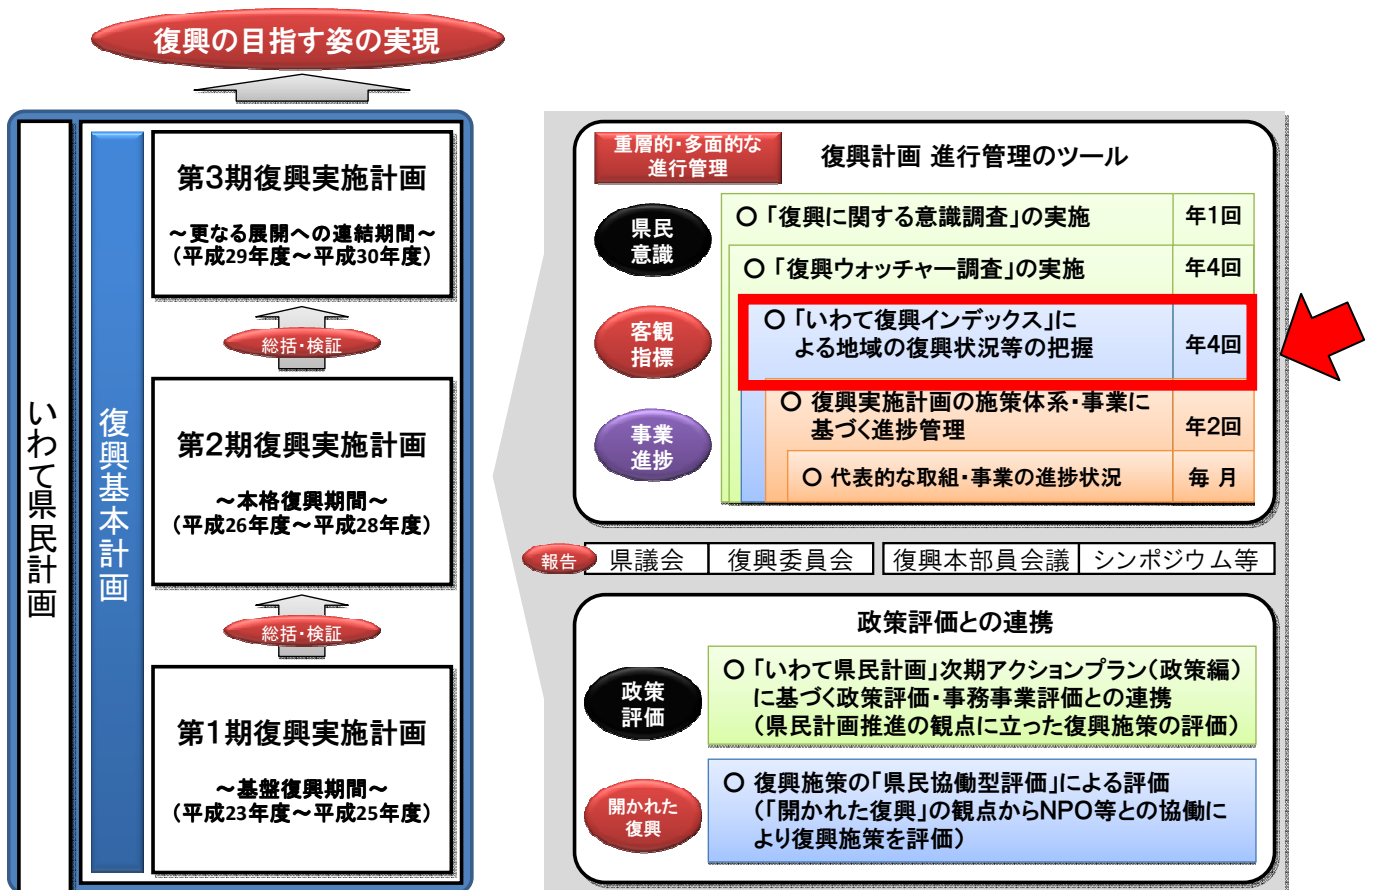 復興の目指す姿の実現
いわて県民計画
復興基本計画
第3期復興実施計画
～更なる展開への連結期間～
（平成29年度～平成30年度）
総括・検証
第2期復興実施計画
～本格復興期間～
（平成26年度～平成28年度）
総括・検証
第1期復興実施計画
～基盤復興期間～
（平成23年度～平成25年度）
重層的・多面的な
進行管理
復興計画 進行管理のツール
県民
意識
○「復興に関する意識調査」の実施 年1回
○「復興ウォッチャー調査」の実施 年4回
客観
指標
○「いわて復興インデックス」に
よる地域の復興状況等の把握 年4回
事業
進捗
○ 復興実施計画の施策体系・事業に
基づく進捗管理 年2回
○ 代表的な取組・事業の進捗状況 毎 月
報告 県議会 復興委員会 復興本部員会議 シンポジウム等
政策評価との連携
政策
評価
○「いわて県民計画」次期アクションプラン（政策編）
に基づく政策評価・事務事業評価との連携
（県民計画推進の観点に立った復興施策の評価）
開かれた
復興
○ 復興施策の「県民協働型評価」による評価
（「開かれた復興」の観点からNPO等との協働に
より復興施策を評価）